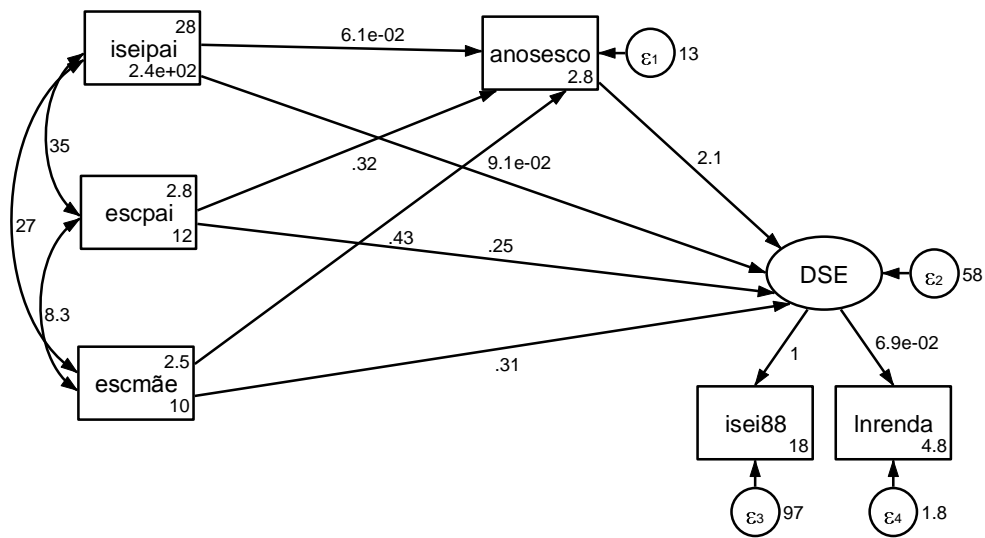 28
iseipai
2.4e+02
6.1e-02
anosesco
2.8
ε1
13
35
.32
9.1e-02
2.1
2.8
escpai
12
27
.43
.25
DSE
ε2
58
8.3
2.5
escmãe
10
.31
1
6.9e-02
isei88
18
lnrenda
4.8
ε3
97
ε4
1.8